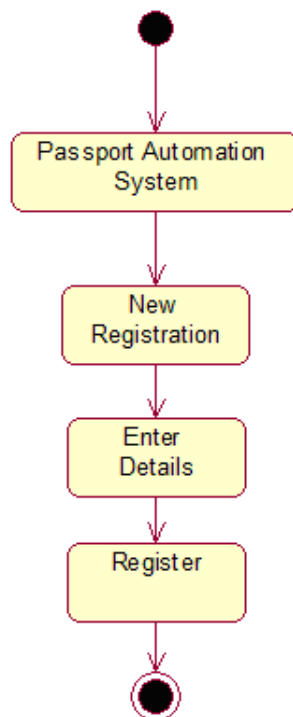 Passport Automation
System
New
Registration
Enter
Details
Register